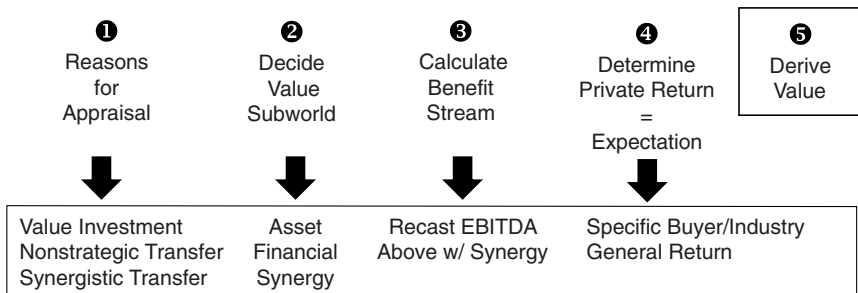 ❶
Reasons
for
Appraisal
❷
Decide
Value
Subworld
❸
Calculate
Benefit
Stream
❹
Determine
Private Return
=
Expectation
❺
Derive
Value
Value Investment
Nonstrategic Transfer
Synergistic Transfer
Asset
Financial
Synergy
Recast EBITDA
Above w/ Synergy
Specific Buyer/Industry
General Return